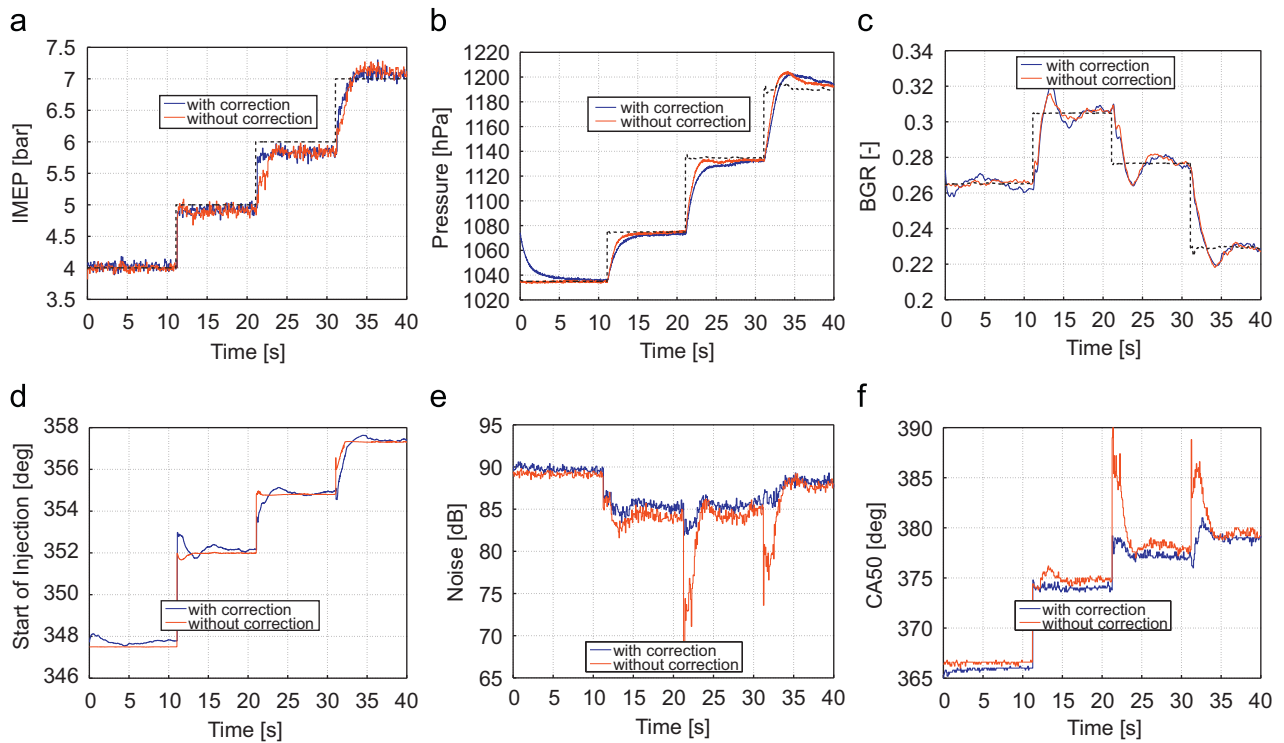 a
IMEP [bar]
7.5
7
6.5
6
5.5
5
4.5
4
3.5
with correction
without correction
0 5 10 15 20 25 30 35 40
Time [s]
b
Pressure [hPa]
1220
1200
1180
1160
1140
1120
1100
1080
1060
1040
1020
with correction
without correction
0 5 10 15 20 25 30 35 40
Time [s]
c
BGR [-]
0.34
0.32
0.3
0.28
0.26
0.24
0.22
0.2
with correction
without correction
0 5 10 15 20 25 30 35 40
Time [s]
d
Start of Injection [deg]
358
356
354
352
350
348
346
with correction
without correction
0 5 10 15 20 25 30 35 40
Time [s]
e
Noise [dB]
95
90
85
80
75
70
65
with correction
without correction
0 5 10 15 20 25 30 35 40
Time [s]
f
CA50 [deg]
390
385
380
375
370
365
with correction
without correction
0 5 10 15 20 25 30 35 40
Time [s]